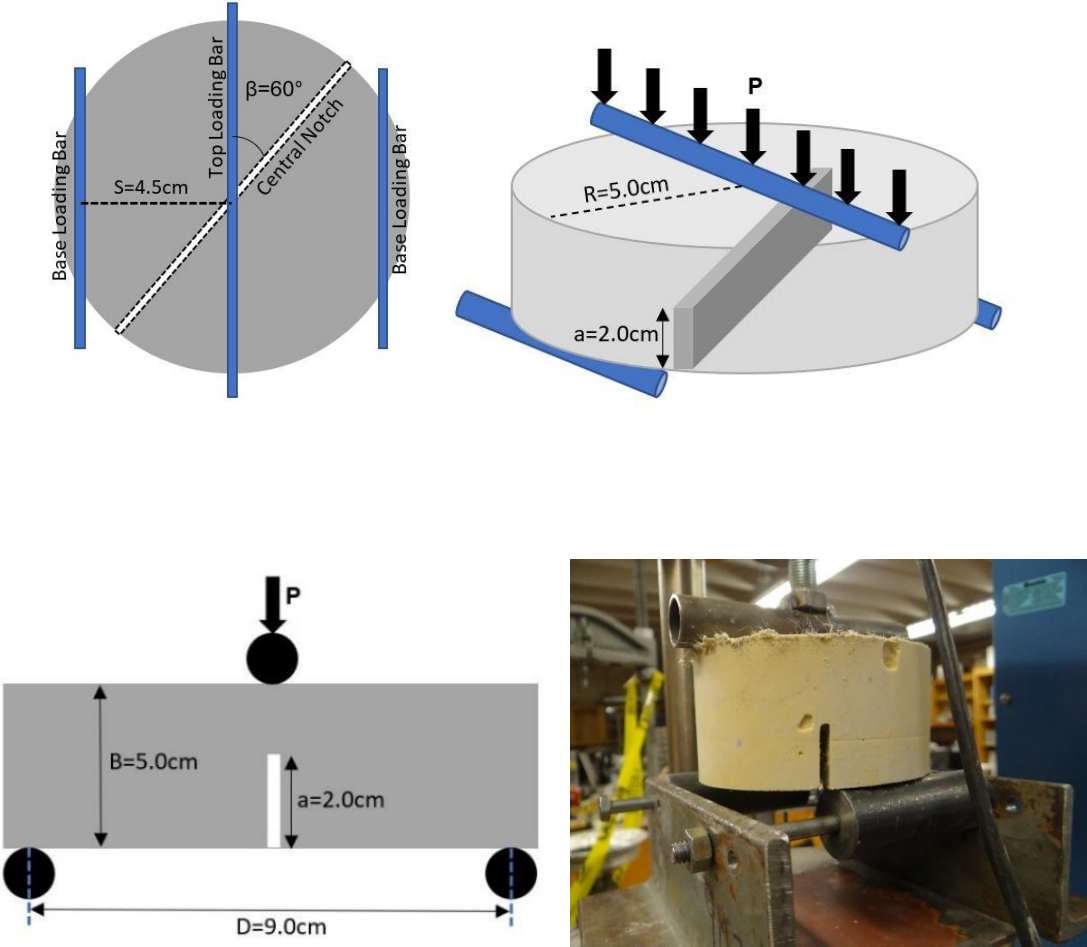 Base Loading Bar
Top Loading Bar
β=60°
Central Notch
S=4.5cm
Base Loading Bar
P
R=5.0cm
a=2.0cm
P
B=5.0cm
a=2.0cm
D=9.0cm